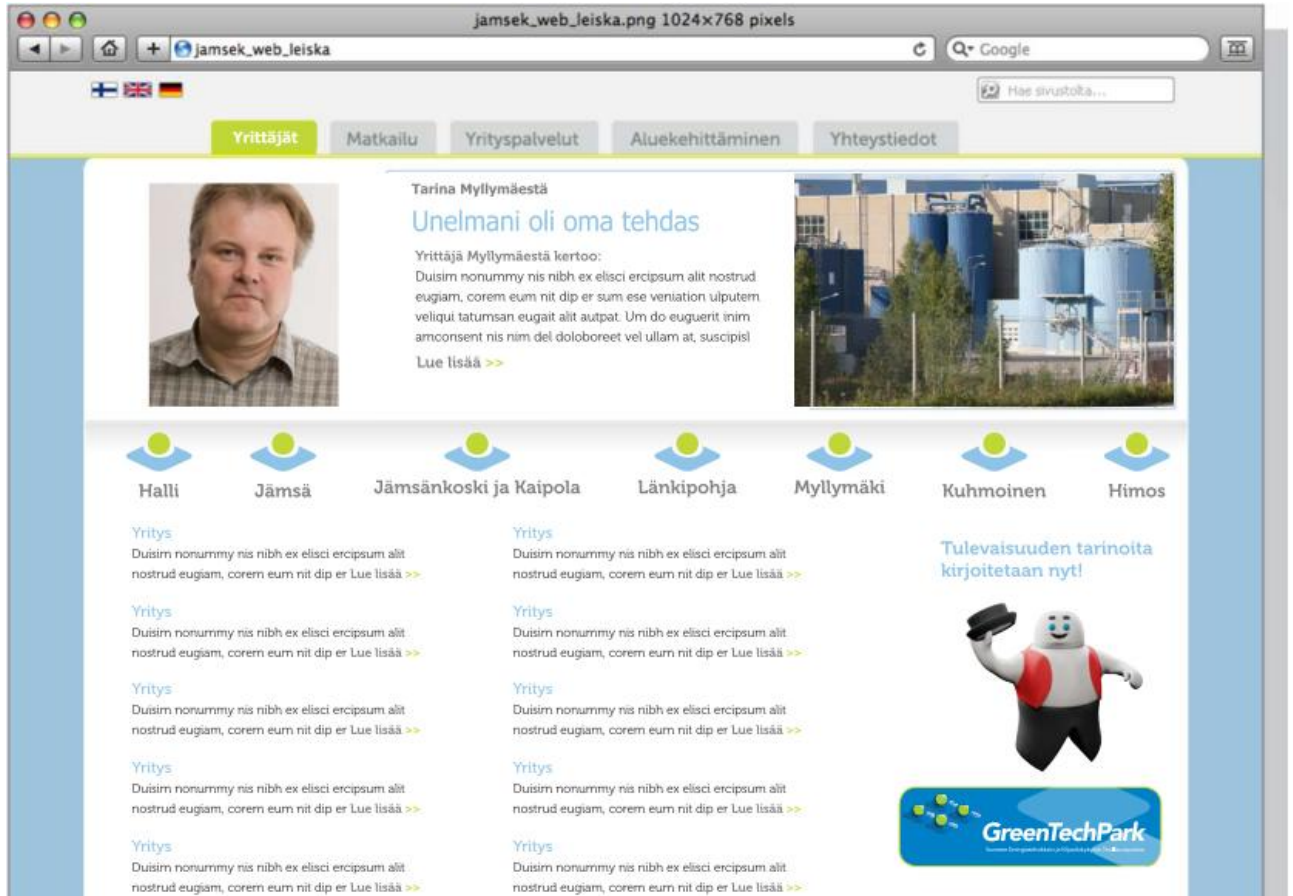 jamsek_web_leiska.png 1024×768 pixels
jamsek_web_leiska
Google
Hae sivustolta...
Yrittäjät
Matkailu
Yrityspalvelut
Aluekehittäminen
Yhteystiedot
Tarina Myllymäestä
Unelmani oli oma tehdas
Yrittäjä Myllymäestä kertoo:
Duisim nonummy nis nibh ex elisci ercipsum alit nostrud
eugiam, corem eum nit dip er sum ese veniation ulputem
veliqui tatumsan eugait alit autpat. Um do euguerit inim
amconsent nis nim del doloboreet vel ullam at, suscipisl
Lue lisää >>
Halli
Jämsä
Jämsänkoski ja Kaipola
Länkipohja
Myllymäki
Kuhmoinen
Himos
Yritys
Duisim nonummy nis nibh ex elisci ercipsum alit
nostrud eugiam, corem eum nit dip er Lue lisää >>
Yritys
Duisim nonummy nis nibh ex elisci ercipsum alit
nostrud eugiam, corem eum nit dip er Lue lisää >>
Yritys
Duisim nonummy nis nibh ex elisci ercipsum alit
nostrud eugiam, corem eum nit dip er Lue lisää >>
Yritys
Duisim nonummy nis nibh ex elisci ercipsum alit
nostrud eugiam, corem eum nit dip er Lue lisää >>
Yritys
Duisim nonummy nis nibh ex elisci ercipsum alit
nostrud eugiam, corem eum nit dip er Lue lisää >>
Yritys
Duisim nonummy nis nibh ex elisci ercipsum alit
nostrud eugiam, corem eum nit dip er Lue lisää >>
Yritys
Duisim nonummy nis nibh ex elisci ercipsum alit
nostrud eugiam, corem eum nit dip er Lue lisää >>
Yritys
Duisim nonummy nis nibh ex elisci ercipsum alit
nostrud eugiam, corem eum nit dip er Lue lisää >>
Yritys
Duisim nonummy nis nibh ex elisci ercipsum alit
nostrud eugiam, corem eum nit dip er Lue lisää >>
Yritys
Duisim nonummy nis nibh ex elisci ercipsum alit
nostrud eugiam, corem eum nit dip er Lue lisää >>
Tulevaisuuden tarinoita
kirjoitetaan nyt!
GreenTechPark